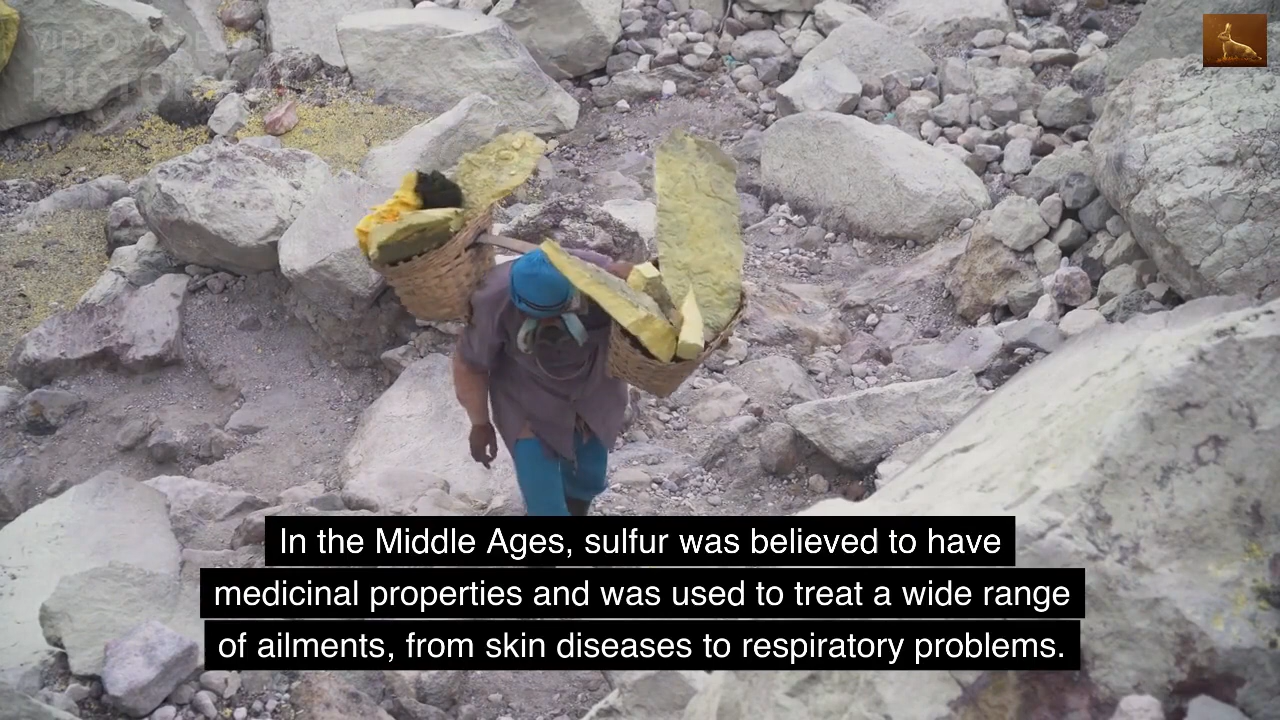 In the Middle Ages, sulfur was believed to have
medicinal properties and was used to treat a wide range
of ailments, from skin diseases to respiratory problems.